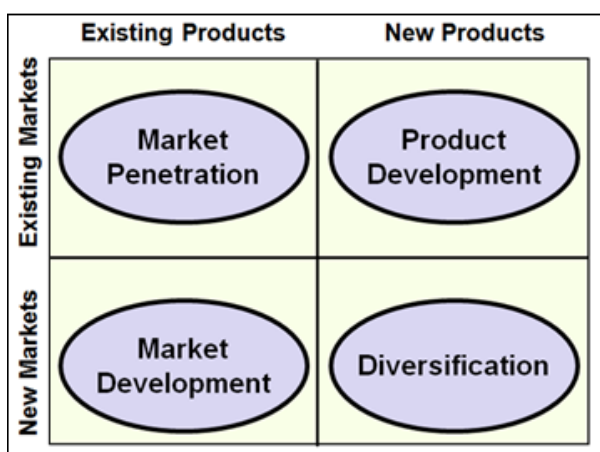 Existing Products
New Products
Existing Markets
Market
Penetration
Product
Development
New Markets
Market
Development
Diversification